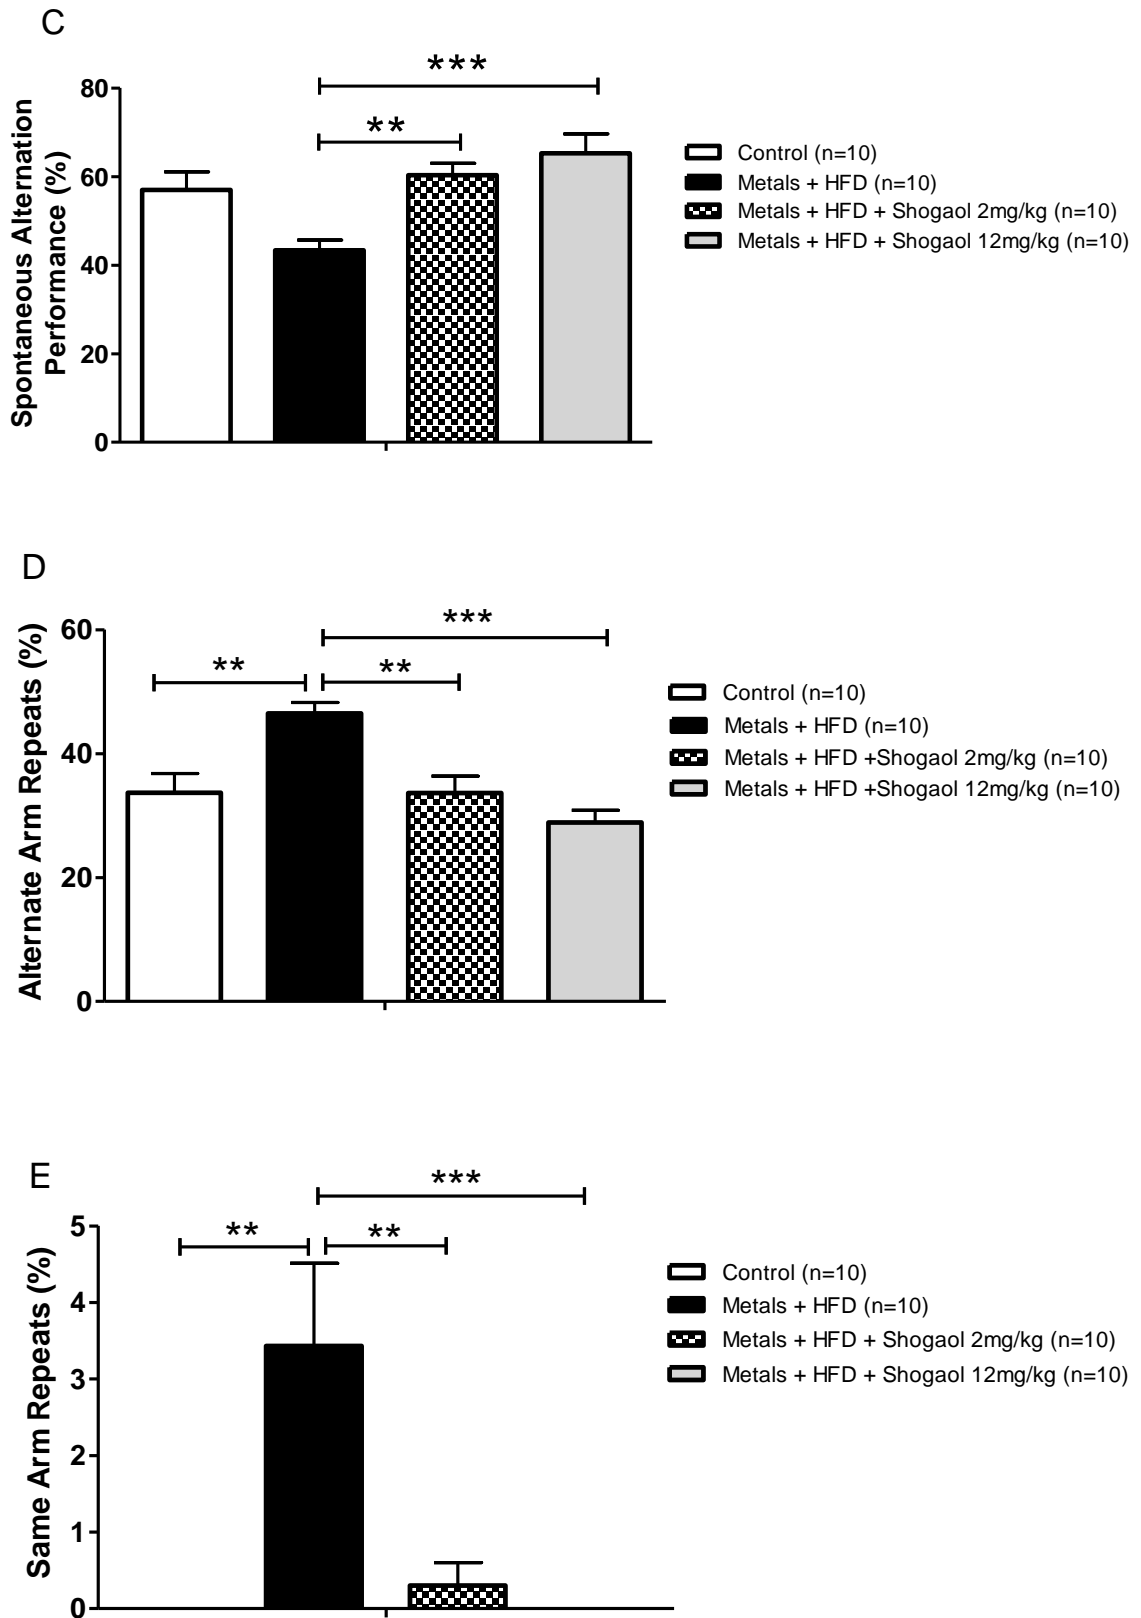 C
***
**
80
60
40
20
0
Spontaneous Alternation
Performance (%)
Control (n=10)
Metals + HFD (n=10)
Metals + HFD + Shogaol 2mg/kg (n=10)
Metals + HFD + Shogaol 12mg/kg (n=10)
D
***
** **
60
40
20
0
Alternate Arm Repeats (%)
Control (n=10)
Metals + HFD (n=10)
Metals + HFD +Shogaol 2mg/kg (n=10)
Metals + HFD +Shogaol 12mg/kg (n=10)
E
***
** **
5
4
3
2
1
0
Same Arm Repeats (%)
Control (n=10)
Metals + HFD (n=10)
Metals + HFD + Shogaol 2mg/kg (n=10)
Metals + HFD + Shogaol 12mg/kg (n=10)